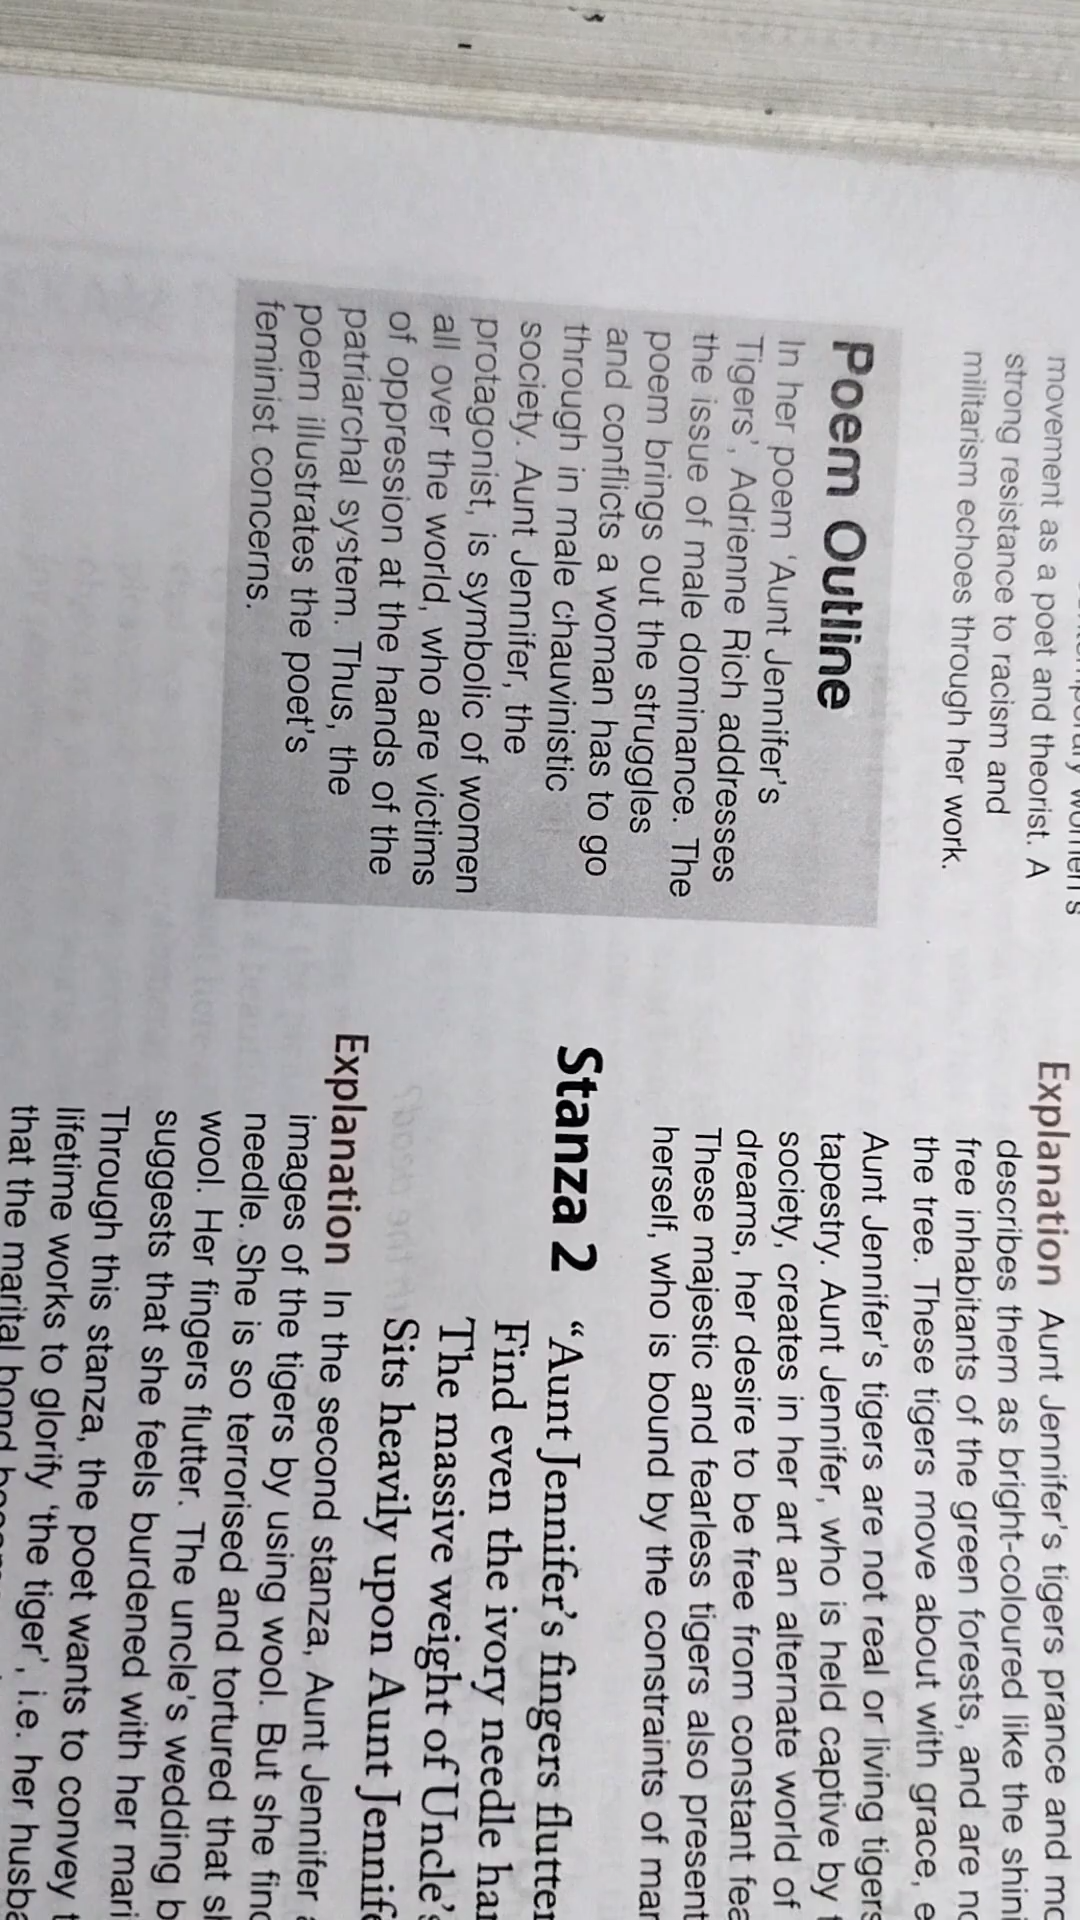 movement as a poet and theorist. A
strong resistance to racism and
militarism echoes through her work.
Poem Outline
In her poem 'Aunt Jennifer's
Tigers', Adrienne Rich addresses
the issue of male dominance. The
poem brings out the struggles
and conflicts a woman has to go
through in male chauvinistic
society. Aunt Jennifer, the
protagonist, is symbolic of women
all over the world, who are victims
of oppression at the hands of the
patriarchal system. Thus, the
poem illustrates the poet's
feminist concerns.
Explanation Aunt Jennifer's tigers prance and
describes them as bright-coloured like the
free inhabitants of the green forests, and are
the tree. These tigers move about with grace,
Aunt Jennifer's tigers are not real or living tigers
tapestry. Aunt Jennifer, who is held captive by
society, creates in her art an alternate world of
dreams, her desire to be free from constant
These majestic and fearless tigers also present
herself, who is bound by the constraints of
Stanza 2 "Aunt Jennifer's fingers
Find even the ivory needle
The massive weight of Uncle's
Sits heavily upon Aunt
Explanation In the second stanza, Aunt Jennifer
images of the tigers by using wool. But she
needle. She is so terrorised and tortured that
wool. Her fingers flutter. The uncle's wedding
suggests that she feels burdened with her
Through this stanza, the poet wants to convey
lifetime works to glorify 'the tiger', i.e. her
that the marital bond